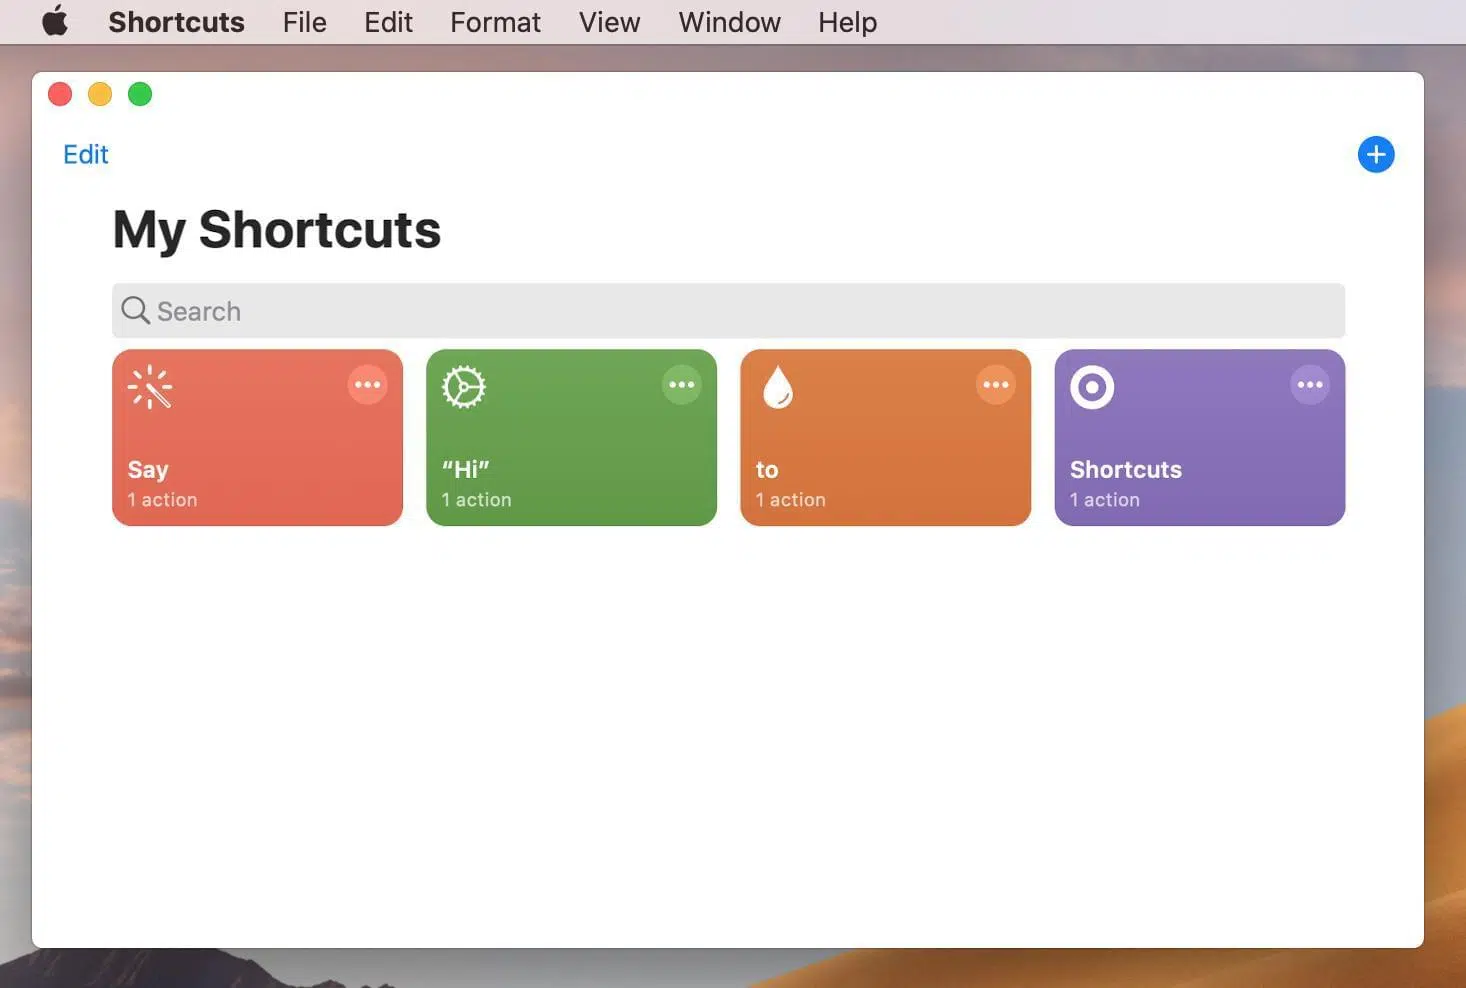 Shortcuts File Edit Format View Window Help
Edit
My Shortcuts
Search
Say
1 action
“Hi”
1 action
to
1 action
Shortcuts
1 action